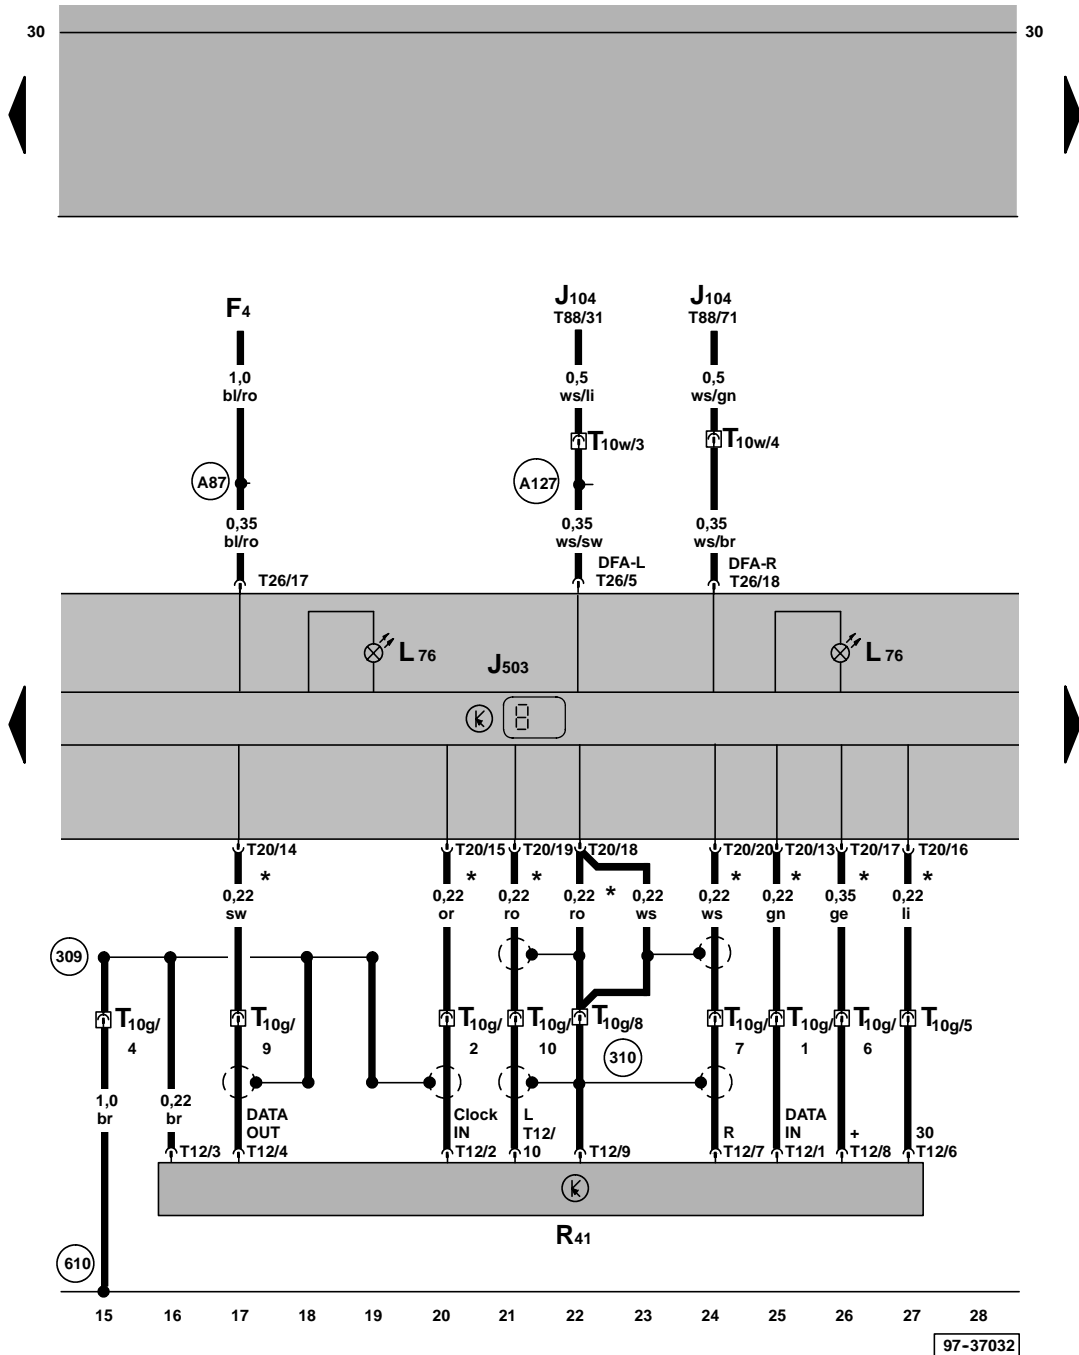 30 30
F4 J104 J104
T88/31 T88/71
1,0 0,5 0,5
bl/ro ws/li ws/gn
T10w/3 T10w/4
A87 A127
0,35 0,35 0,35
bl/ro ws/sw ws/br
DFA-L DFA-R
T26/17 T26/5 T26/18
L76 L76
J503
T20/14 T20/15 T20/19 T20/18 T20/20 T20/13 T20/17 T20/16
* * * * * * * *
0,22 0,22 0,22 0,22 0,22 0,22 0,22 0,35 0,22
sw or ro ro ws ws gn ge li
309
T10g/ T10g/ T10g/ T10g/ T10g/8 T10g/ T10g/ T10g/ T10g/5
4 9 2 10 7 1 6
310
1,0 0,22
br br
DATA Clock L DATA
OUT IN T12/ R IN + 30
T12/3 T12/4 T12/2 10 T12/9 T12/7 T12/1 T12/8 T12/6
R41
610
15 16 17 18 19 20 21 22 23 24 25 26 27 28
97-37032